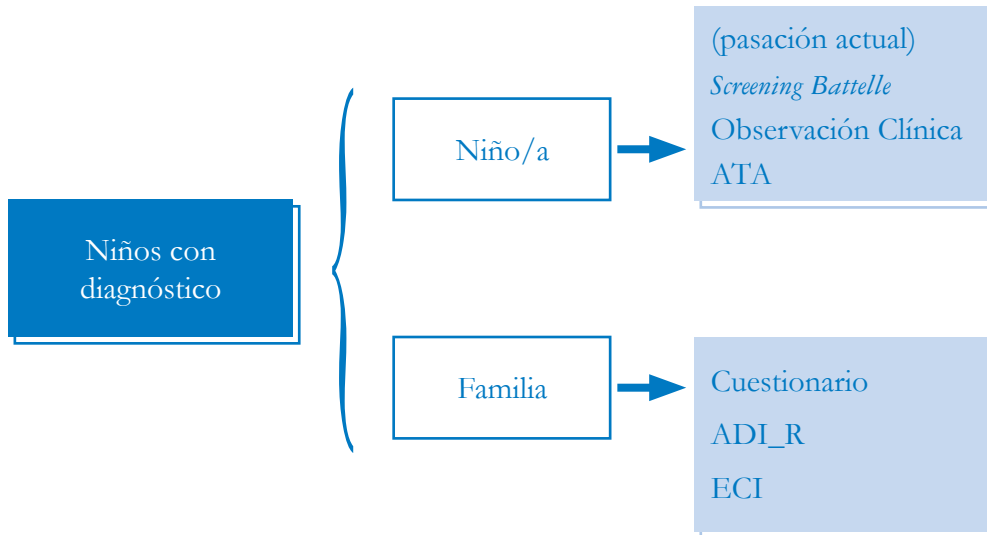 Niños con
diagnóstico
Niño/a
(pasación actual)
Screening Battelle
Observación Clínica
ATA
Familia
Cuestionario
ADI_R
ECI